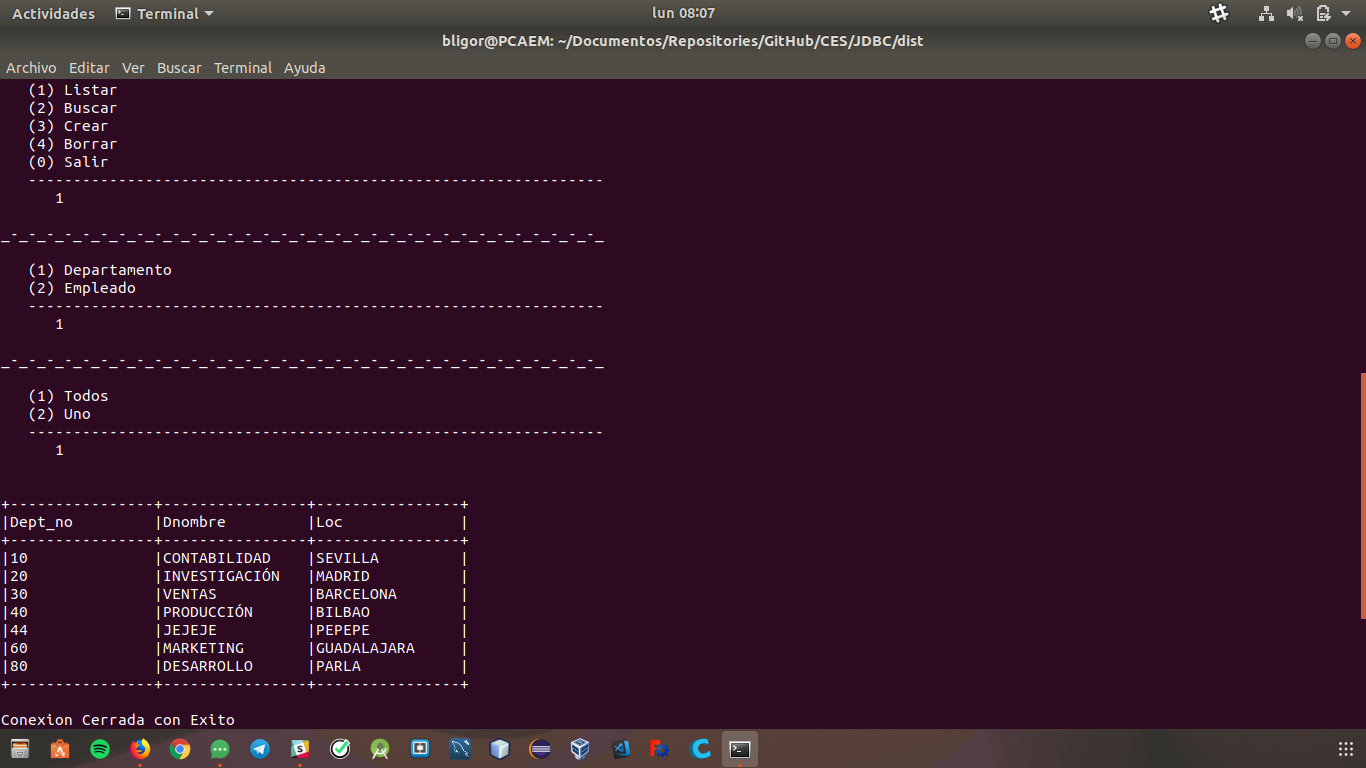 Actividades Terminal lun 08:07
bligor@PCAEM: ~/Documentos/Repositories/GitHub/CES/JDBC/dist
Archivo Editar Ver Buscar Terminal Ayuda
(1) Listar
(2) Buscar
(3) Crear
(4) Borrar
(0) Salir
----------------------------------------------------------------
1
_-_-_-_-_-_-_-_-_-_-_-_-_-_-_-_-_-_-_-_-_-_-_-_-_-_-_-_-_-_-_-_-_-_
(1) Departamento
(2) Empleado
----------------------------------------------------------------
1
_-_-_-_-_-_-_-_-_-_-_-_-_-_-_-_-_-_-_-_-_-_-_-_-_-_-_-_-_-_-_-_-_-_
(1) Todos
(2) Uno
----------------------------------------------------------------
1
+----------------+----------------+----------------+
|Dept_no         |Dnombre         |Loc             |
+----------------+----------------+----------------+
|10              |CONTABILIDAD    |SEVILLA         |
|20              |INVESTIGACIÓN   |MADRID          |
|30              |VENTAS          |BARCELONA       |
|40              |PRODUCCIÓN      |BILBAO          |
|44              |JEJEJE          |PEPEPE          |
|60              |MARKETING       |GUADALAJARA     |
|80              |DESARROLLO      |PARLA           |
+----------------+----------------+----------------+
Conexion Cerrada con Exito